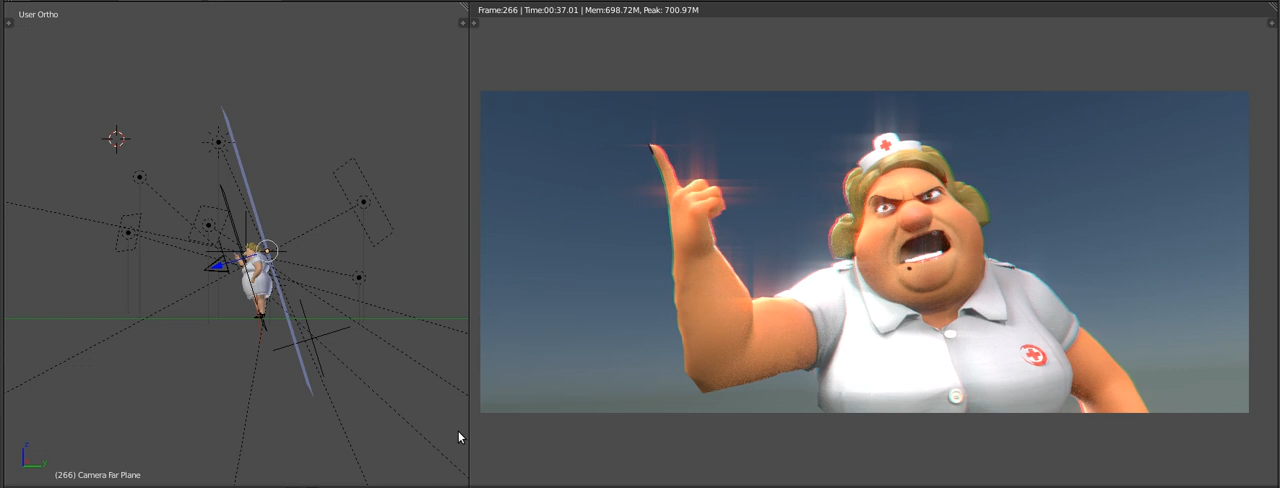 User Ortho
Frame:266 | Time:00:37.01 | Mem:698.72M, Peak: 700.97M
z
y
(266) Camera Far Plane